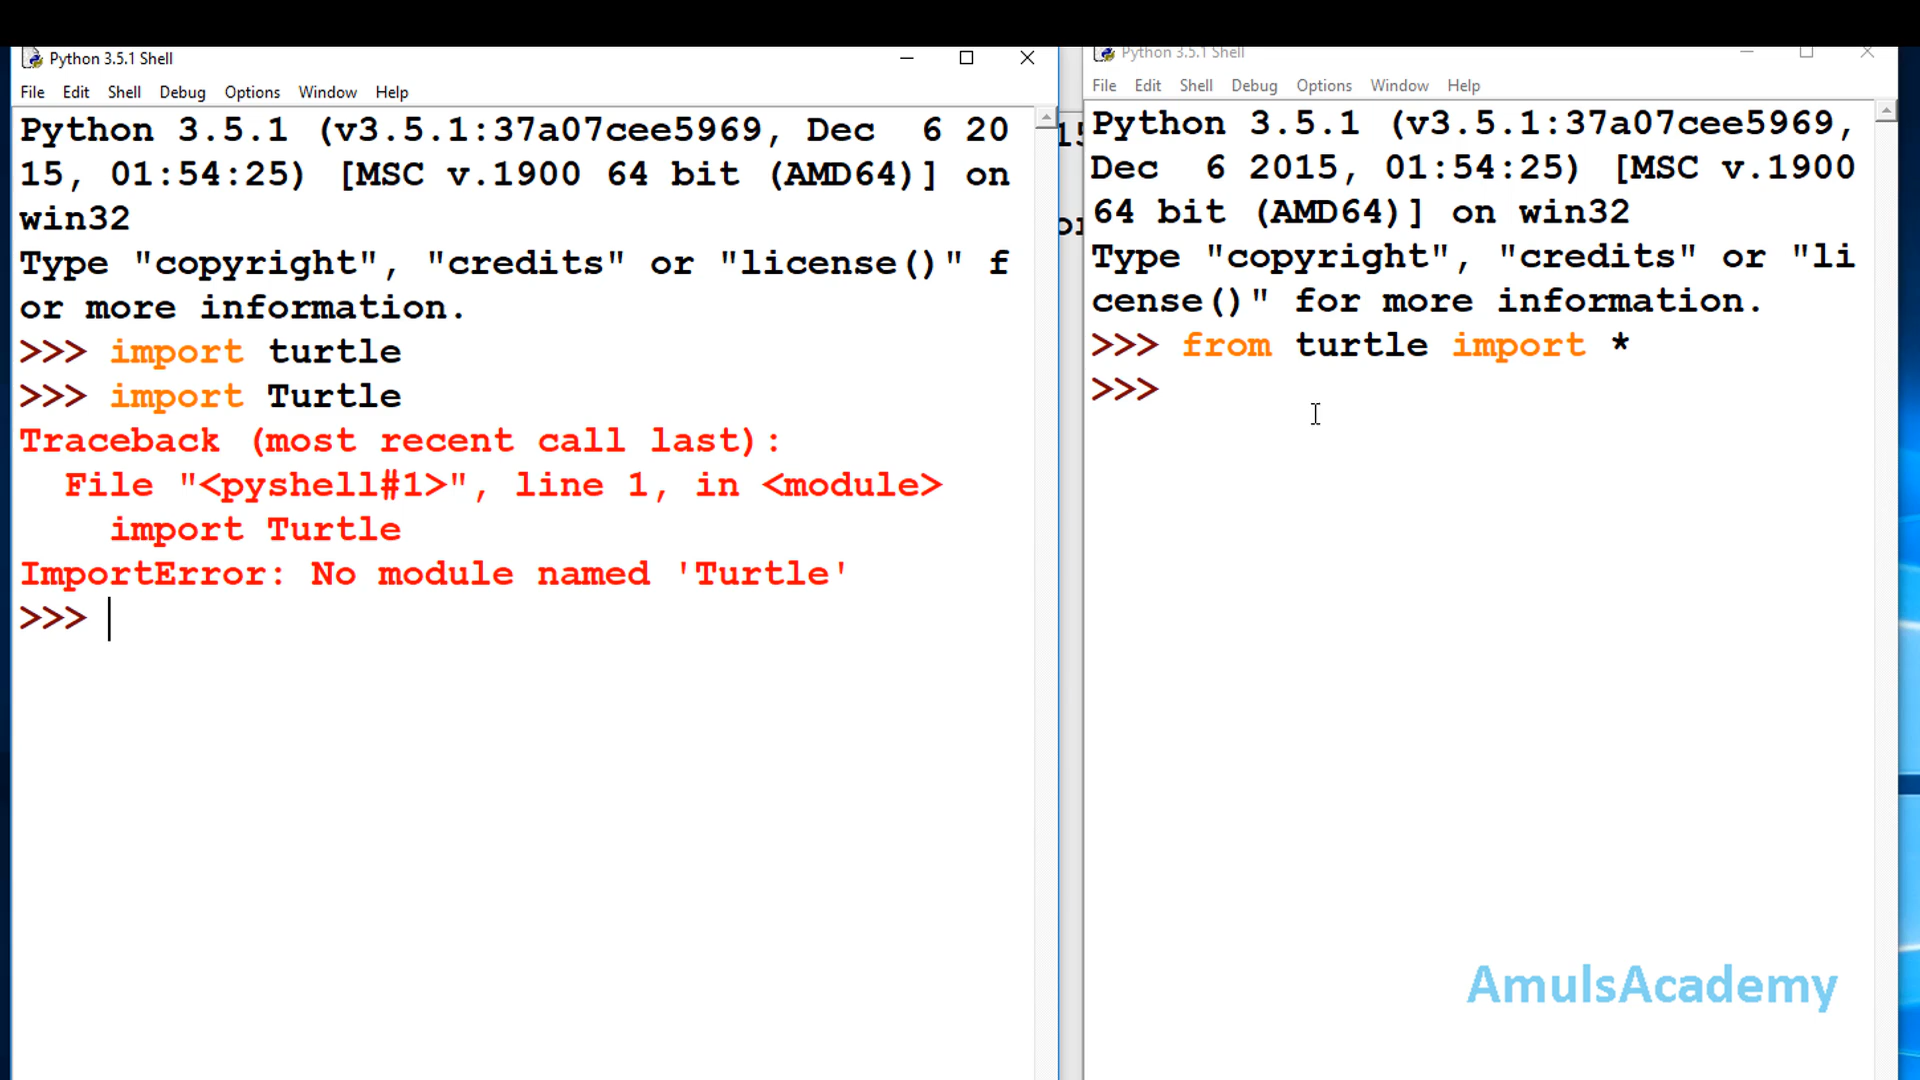 Python 3.5.1 Shell
File Edit Shell Debug Options Window Help
Python 3.5.1 (v3.5.1:37a07cee5969, Dec  6 20
15, 01:54:25) [MSC v.1900 64 bit (AMD64)] on
win32
Type "copyright", "credits" or "license()" f
or more information.
>>> import turtle
>>> import Turtle
Traceback (most recent call last):
  File "<pyshell#1>", line 1, in <module>
    import Turtle
ImportError: No module named 'Turtle'
>>>
Python 3.5.1 Shell
File Edit Shell Debug Options Window Help
Python 3.5.1 (v3.5.1:37a07cee5969,
Dec  6 2015, 01:54:25) [MSC v.1900
64 bit (AMD64)] on win32
Type "copyright", "credits" or "li
cense()" for more information.
>>> from turtle import *
>>>
AmulsAcademy